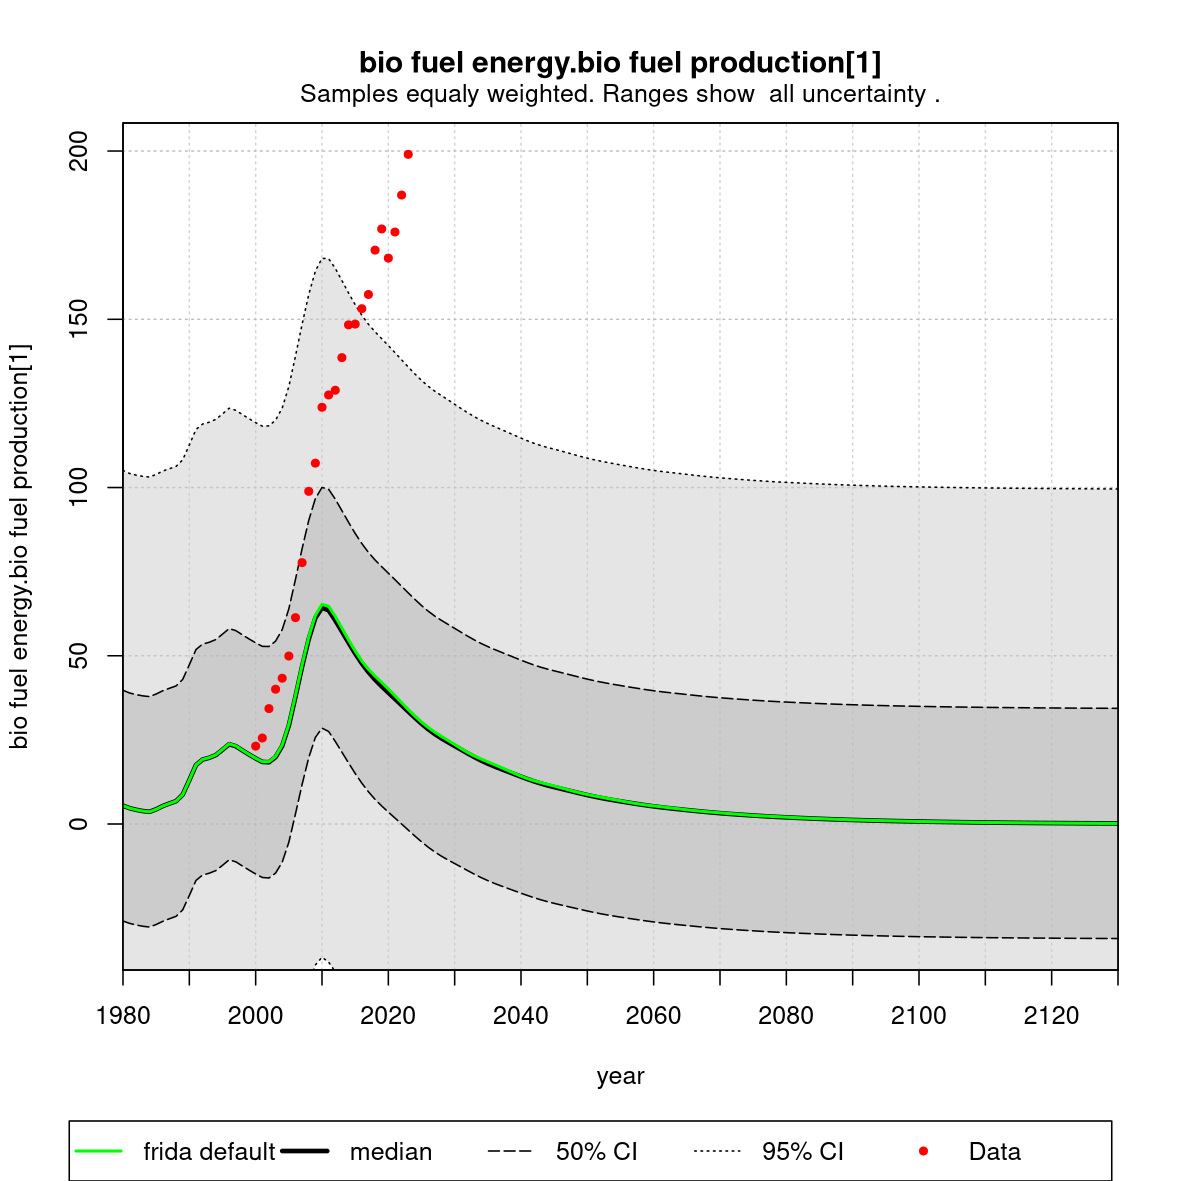 bio fuel energy.bio fuel production[1]
Samples equaly weighted. Ranges show  all uncertainty .
bio fuel energy.bio fuel production[1]
200
150
100
50
0
1980 2000 2020 2040 2060 2080 2100 2120
year
frida default median 50% CI 95% CI Data